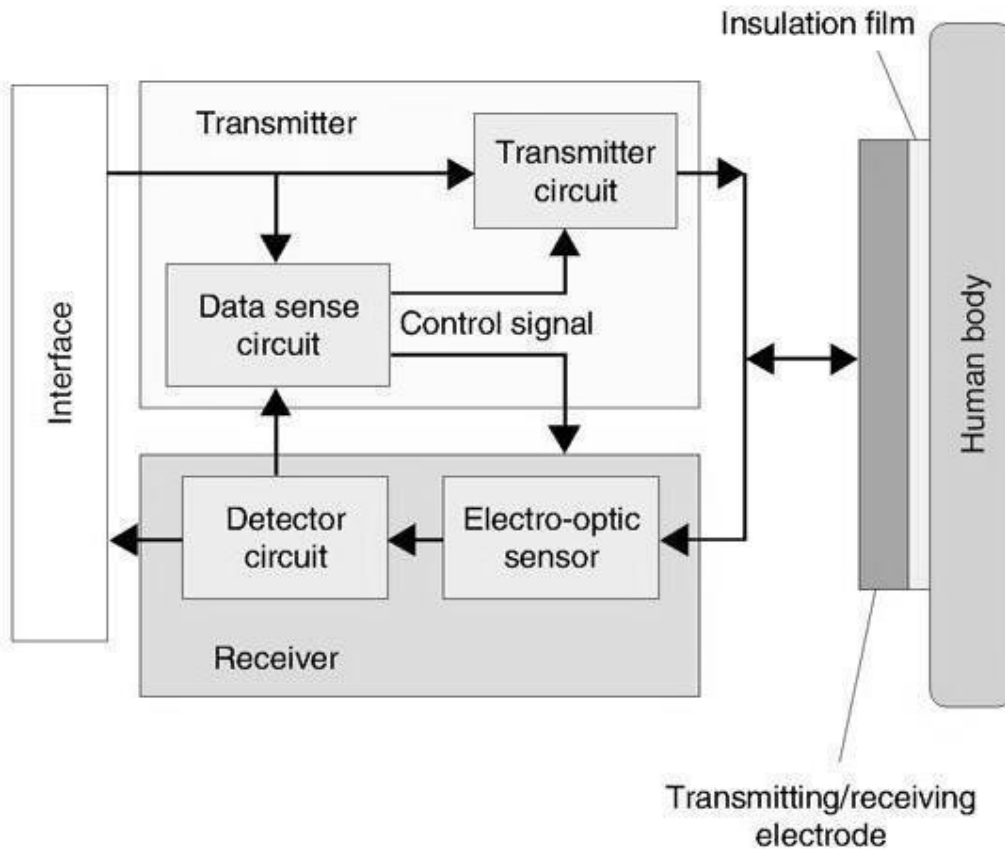 Insulation film
Transmitter
Transmitter
circuit
Data sense
circuit
Control signal
Interface
Human body
Detector
circuit
Electro-optic
sensor
Receiver
Transmitting/receiving
electrode